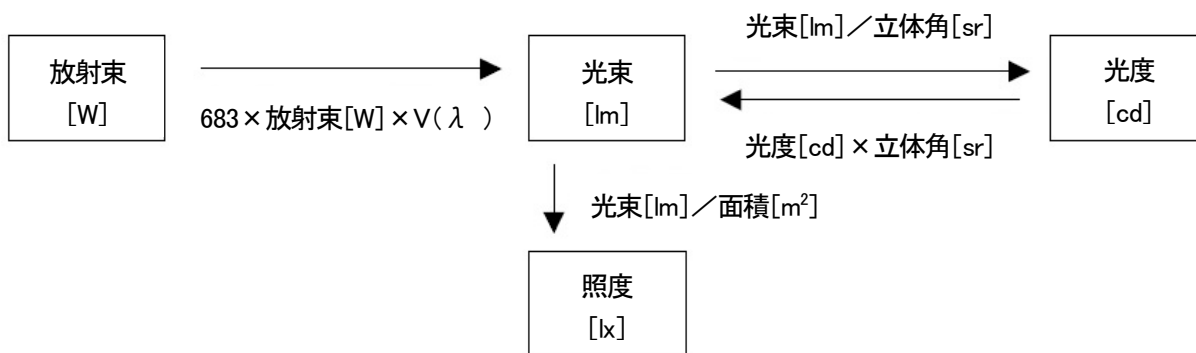 光束[lm]／立体角[sr]
放射束
[W]
683×放射束[W]×V(λ )
光束
[lm]
光度
[cd]
光度[cd]×立体角[sr]
光束[lm]／面積[m²]
照度
[lx]